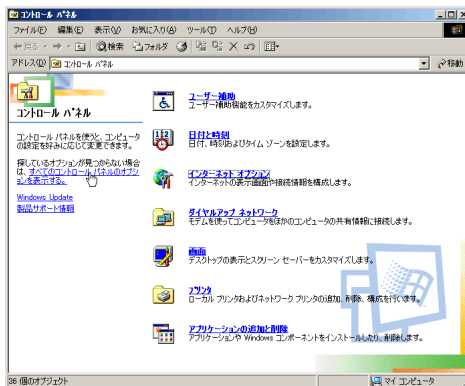 コントロール パネル
ファイル(F) 編集(E) 表示(V) お気に入り(A) ツール(T) ヘルプ(H)
戻る 検索 フォルダ
アドレス(D) コントロール パネル 移動
コントロール パネル
コントロール パネルを使うと、コンピュータ
の設定を好みに応じて変更できます。
探しているオプションが見つからない場合
は、すべてのコントロール パネルのオプシ
ョンを表示する。
Windows Update
製品サポート情報
ユーザー補助
ユーザー補助機能をカスタマイズします。
日付と時刻
日付、時刻およびタイム ゾーンを設定します。
インターネット オプション
インターネットの表示画面や接続情報を構成します。
ダイヤルアップ ネットワーク
モデムを使ってコンピュータをほかのコンピュータの共有情報に接続します。
画面
デスクトップの表示とスクリーン セーバーをカスタマイズします。
プリンタ
ローカル プリンタおよびネットワーク プリンタの追加、削除、構成を行います。
アプリケーションの追加と削除
アプリケーションや Windows コンポーネントをインストールしたり、削除します。
36 個のオブジェクト マイ コンピュータ